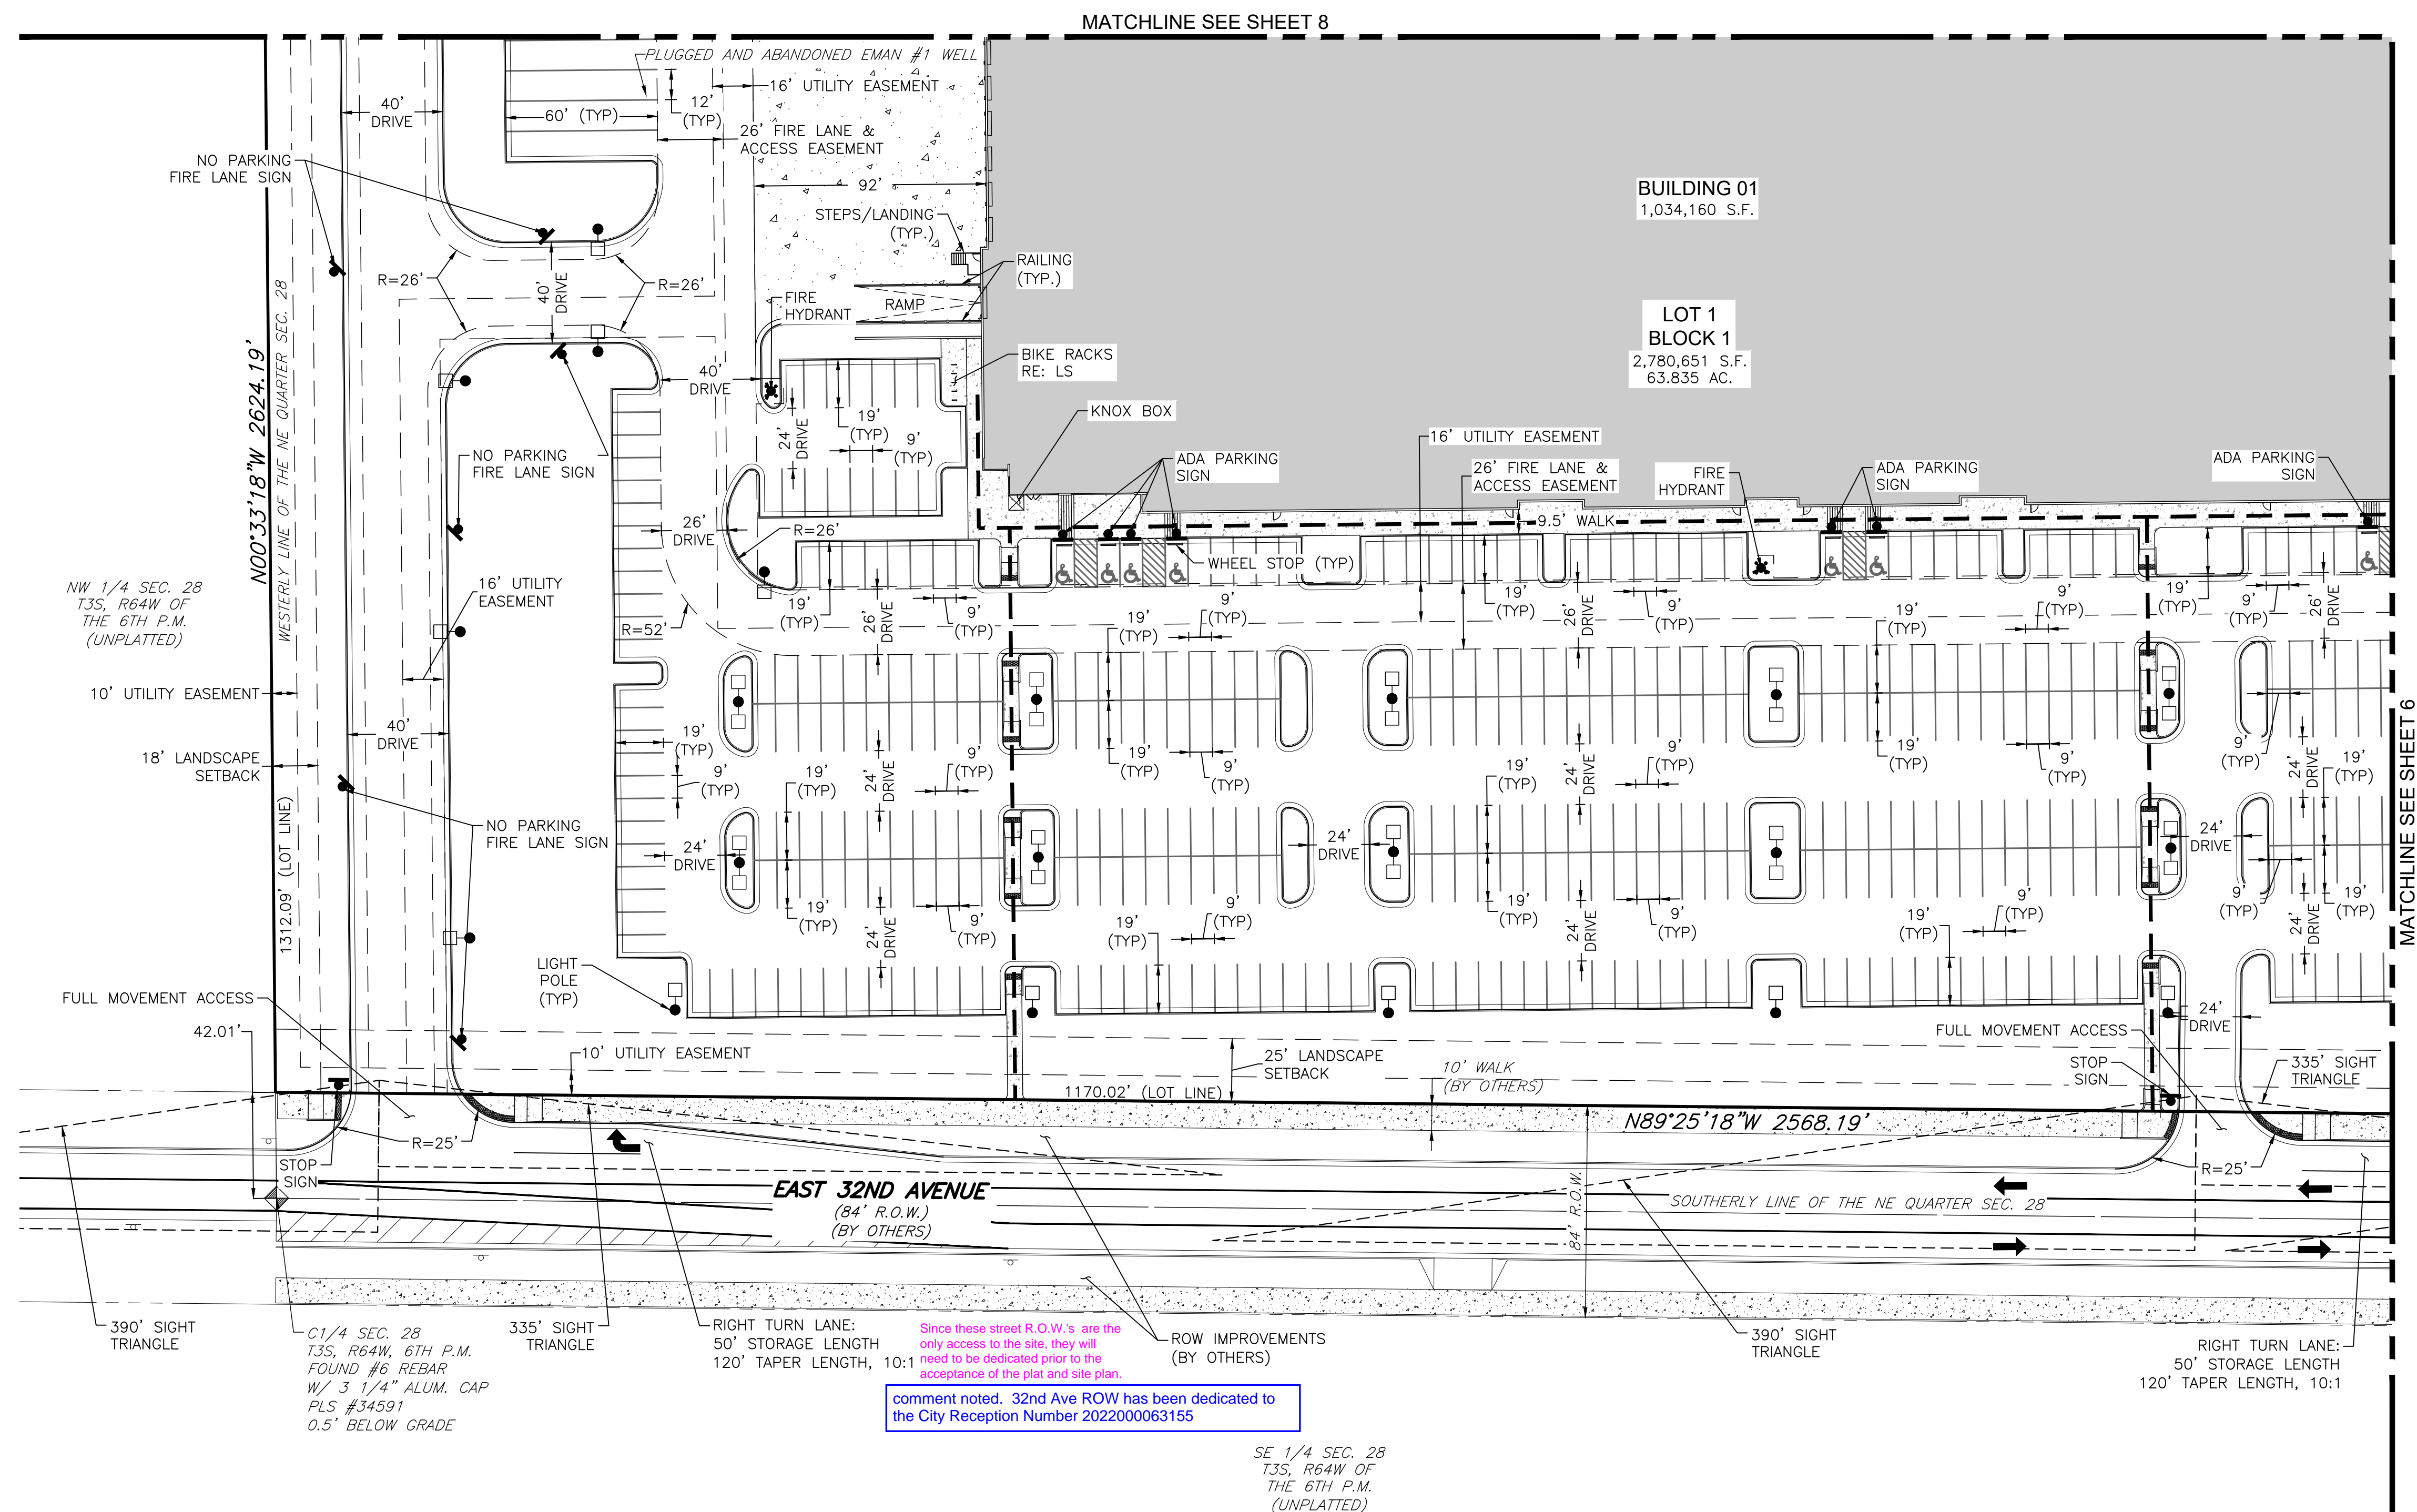 MATCHLINE SEE SHEET 8
PLUGGED AND ABANDONED EMAN #1 WELL
16' UTILITY EASEMENT
40'
DRIVE
60' (TYP)
12'
(TYP)
26' FIRE LANE &
ACCESS EASEMENT
NO PARKING
FIRE LANE SIGN
92'
STEPS/LANDING
(TYP.)
BUILDING 01
1,034,160 S.F.
R=26'
40'
DRIVE
R=26'
RAILING
(TYP.)
FIRE
HYDRANT
RAMP
LOT 1
BLOCK 1
2,780,651 S.F.
63.835 AC.
N00°33'18"W 2624.19'
WESTERLY LINE OF THE NE QUARTER SEC. 28
BIKE RACKS
RE: LS
40'
DRIVE
19'
(TYP)
24'
DRIVE
9'
(TYP)
KNOX BOX
NO PARKING
FIRE LANE SIGN
ADA PARKING
SIGN
16' UTILITY EASEMENT
26' FIRE LANE &
ACCESS EASEMENT
FIRE
HYDRANT
ADA PARKING
SIGN
ADA PARKING
SIGN
26'
DRIVE
R=26'
9.5' WALK
WHEEL STOP (TYP)
NW 1/4 SEC. 28
T3S, R64W OF
THE 6TH P.M.
(UNPLATTED)
16' UTILITY
EASEMENT
R=52'
19'
(TYP)
26'
DRIVE
9'
(TYP)
19'
(TYP)
9'
(TYP)
19'
(TYP)
26'
DRIVE
9'
(TYP)
19'
(TYP)
9'
(TYP)
19'
(TYP)
9'
(TYP)
26'
DRIVE
10' UTILITY EASEMENT
40'
DRIVE
18' LANDSCAPE
SETBACK
19'
(TYP)
9'
(TYP)
19'
(TYP)
24'
DRIVE
9'
(TYP)
19'
(TYP)
9'
(TYP)
19'
(TYP)
24'
DRIVE
9'
(TYP)
19'
(TYP)
9'
(TYP)
9'
(TYP)
24'
DRIVE
19'
(TYP)
MATCHLINE SEE SHEET 6
1312.09' (LOT LINE)
NO PARKING
FIRE LANE SIGN
24'
DRIVE
24'
DRIVE
24'
DRIVE
19'
(TYP)
24'
DRIVE
9'
(TYP)
19'
(TYP)
9'
(TYP)
19'
(TYP)
24'
DRIVE
9'
(TYP)
19'
(TYP)
9'
(TYP)
9'
(TYP)
24'
DRIVE
19'
(TYP)
LIGHT
POLE
(TYP)
FULL MOVEMENT ACCESS
42.01'
10' UTILITY EASEMENT
25' LANDSCAPE
SETBACK
10' WALK
(BY OTHERS)
FULL MOVEMENT ACCESS
24'
DRIVE
STOP
SIGN
335' SIGHT
TRIANGLE
1170.02' (LOT LINE)
N89°25'18"W 2568.19'
R=25'
STOP
SIGN
R=25'
EAST 32ND AVENUE
(84' R.O.W.)
(BY OTHERS)
84' R.O.W.
SOUTHERLY LINE OF THE NE QUARTER SEC. 28
390' SIGHT
TRIANGLE
C1/4 SEC. 28
T3S, R64W, 6TH P.M.
FOUND #6 REBAR
W/ 3 1/4" ALUM. CAP
PLS #34591
0.5' BELOW GRADE
335' SIGHT
TRIANGLE
RIGHT TURN LANE:
50' STORAGE LENGTH
120' TAPER LENGTH, 10:1
Since these street R.O.W.'s are the
only access to the site, they will
need to be dedicated prior to the
acceptance of the plat and site plan.
ROW IMPROVEMENTS
(BY OTHERS)
390' SIGHT
TRIANGLE
RIGHT TURN LANE:
50' STORAGE LENGTH
120' TAPER LENGTH, 10:1
comment noted. 32nd Ave ROW has been dedicated to
the City Reception Number 2022000063155
SE 1/4 SEC. 28
T3S, R64W OF
THE 6TH P.M.
(UNPLATTED)